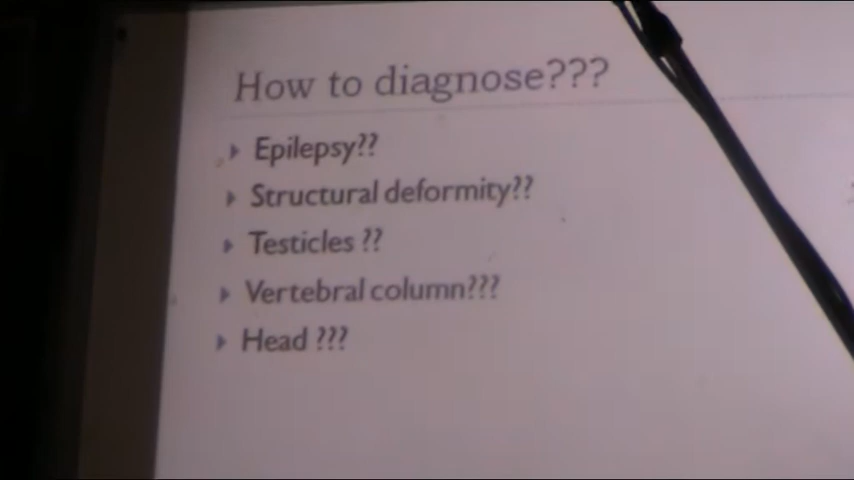 How to diagnose???
Epilepsy??
Structural deformity??
Testicles ??
Vertebral column???
Head ???